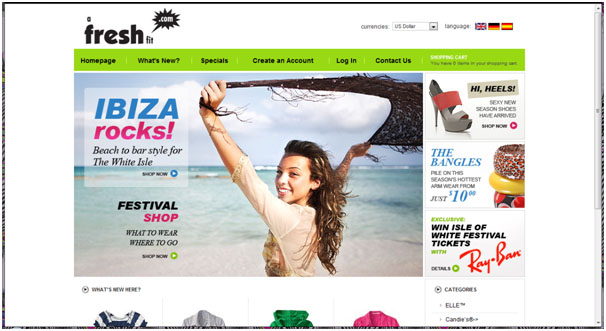 a
fresh
fit
.com
currencies: US Dollar language:
Homepage What's New? Specials Create an Account Log In Contact Us
SHOPPING CART
You have 0 items in your shopping cart.
IBIZA
rocks!
Beach to bar style for
The White Isle
SHOP NOW
FESTIVAL
SHOP
WHAT TO WEAR
WHERE TO GO
SHOP NOW
HI, HEELS!
SEXY NEW
SEASON SHOES
HAVE ARRIVED
SHOP NOW
THE
BANGLES
PILE ON THIS
SEASON'S HOTTEST
ARM WEAR FROM
JUST $10.00
EXCLUSIVE:
WIN ISLE OF
WHITE FESTIVAL
TICKETS
WITH
Ray-Ban
DETAILS
WHAT'S NEW HERE?
CATEGORIES
ELLE™
Candie's®->